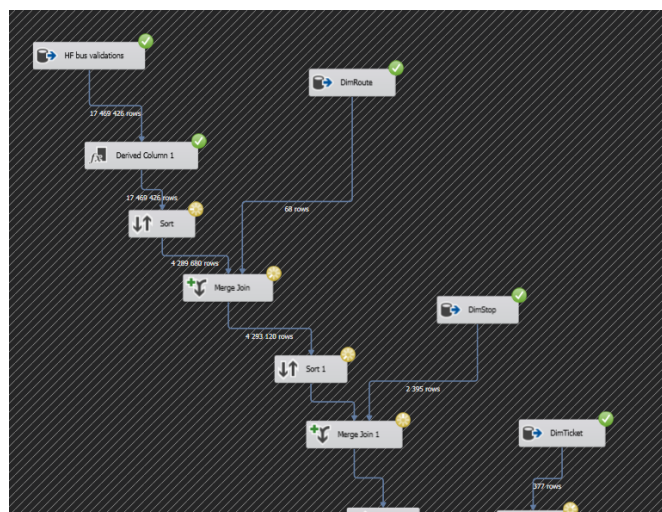 HF bus validations
DimRoute
17 469 426 rows
Derived Column 1
17 469 426 rows
68 rows
Sort
4 289 680 rows
Merge Join
DimStop
4 293 120 rows
Sort 1
2 395 rows
Merge Join 1
DimTicket
377 rows